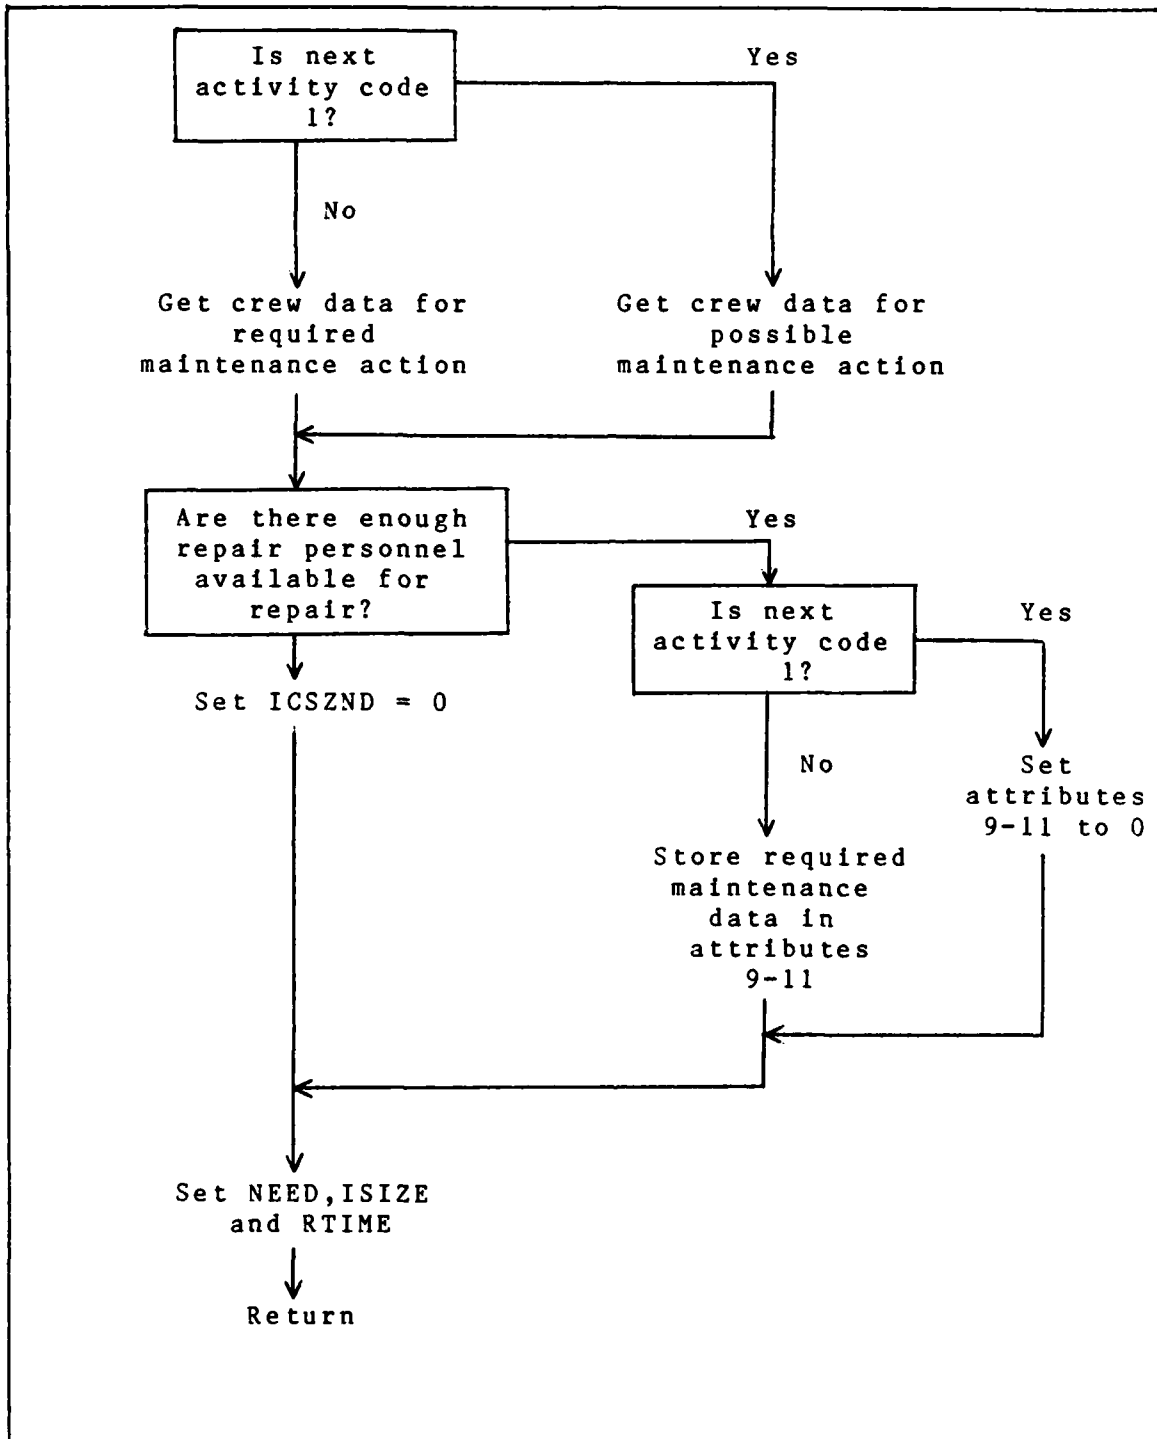 Is next
activity code
1?
Yes
No
Get crew data for
required
maintenance action
Get crew data for
possible
maintenance action
Are there enough
repair personnel
available for
repair?
Yes
Is next
activity code
1?
Yes
Set ICSZND = 0
No
Set
attributes
9-11 to 0
Store required
maintenance
data in
attributes
9-11
Set NEED,ISIZE
and RTIME
Return